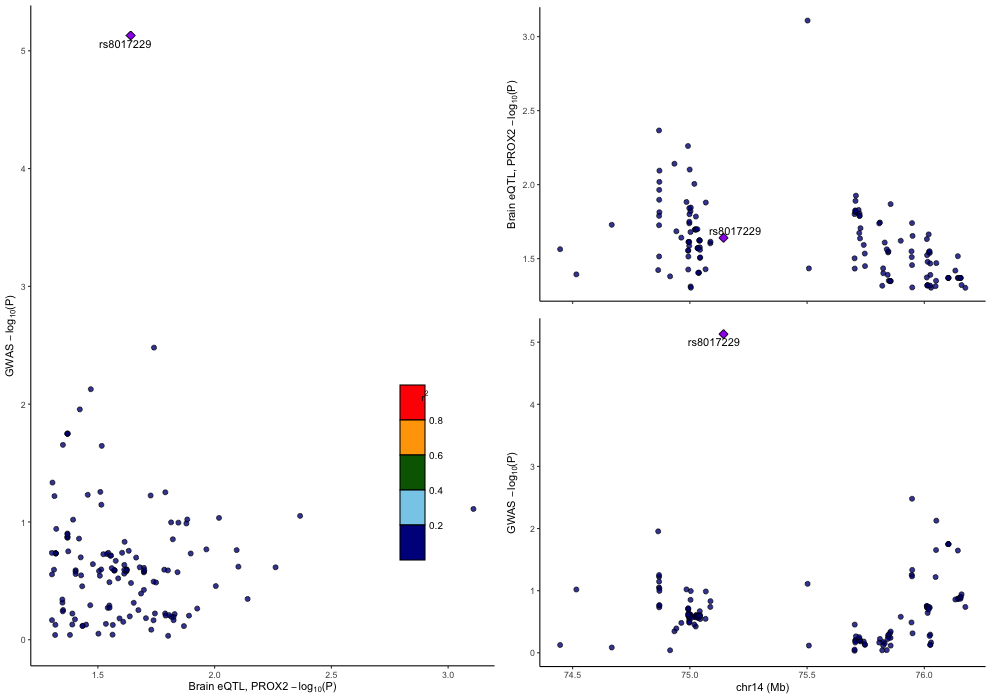 GWAS −log10(P)
5
4
3
2
1
0
rs8017229
r2
0.8
0.6
0.4
0.2
1.5 2.0 2.5 3.0
Brain eQTL, PROX2 −log10(P)
Brain eQTL, PROX2 −log10(P)
3.0
2.5
2.0
1.5
rs8017229
GWAS −log10(P)
5
4
3
2
1
0
rs8017229
74.5 75.0 75.5 76.0
chr14 (Mb)